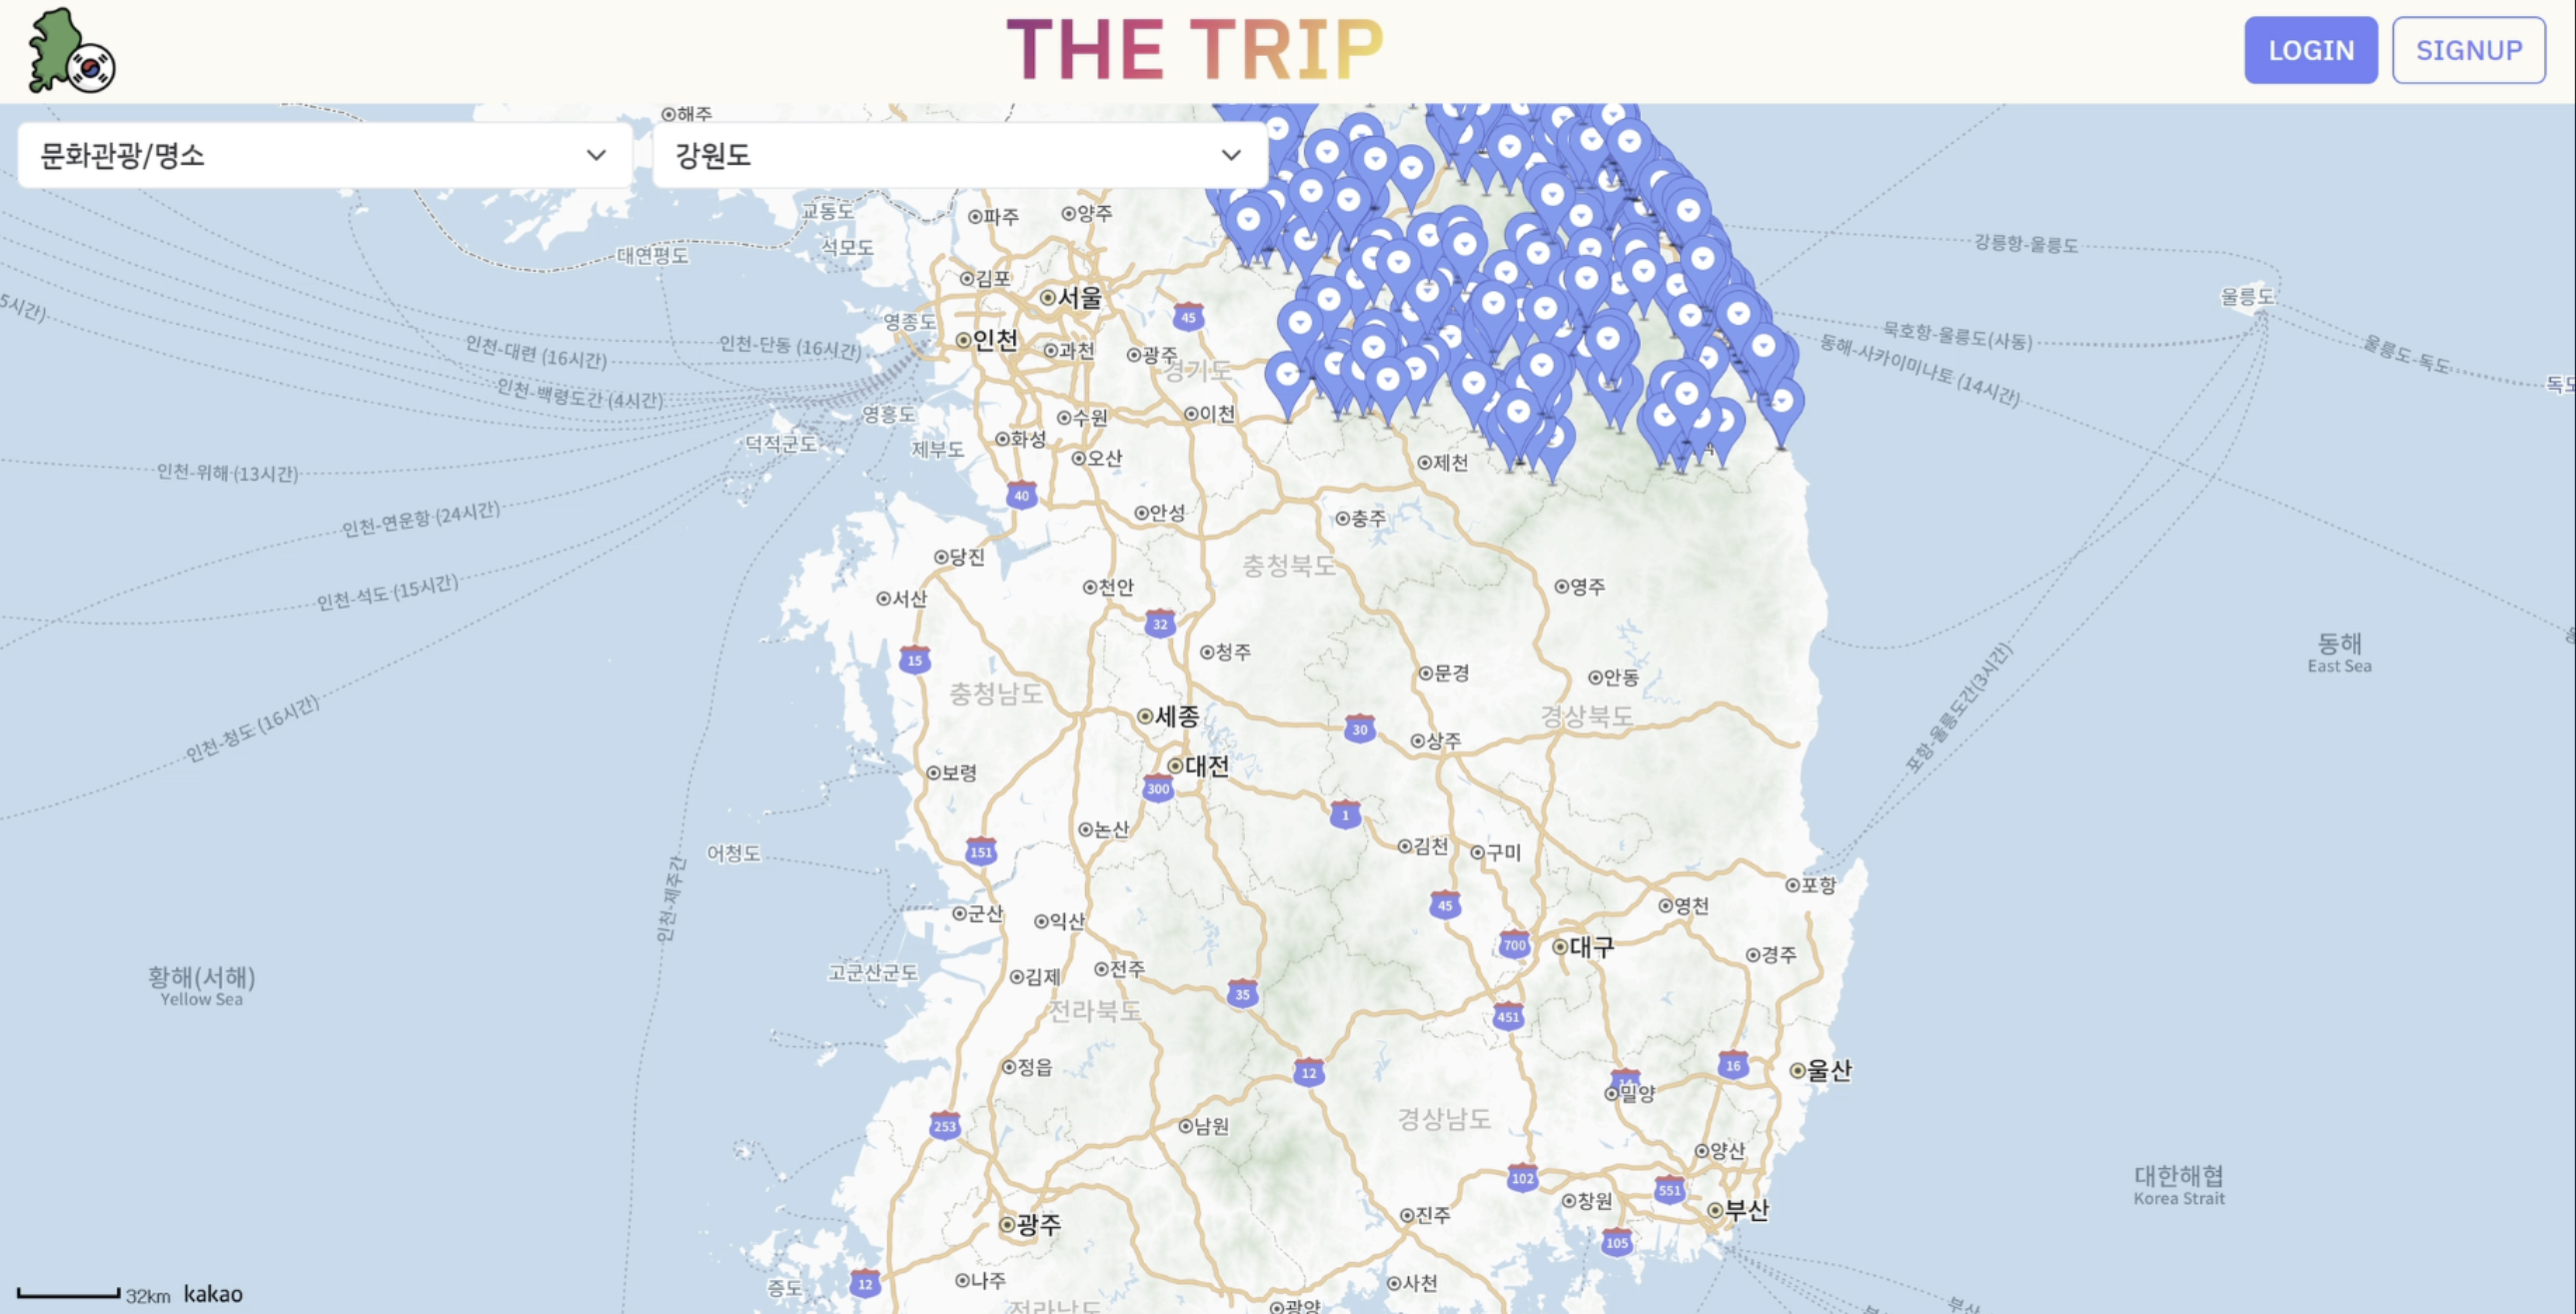 THE TRIP
LOGIN
SIGNUP
문화관광/명소
강원도
해주
교동도
파주
양주
석모도
대연평도
김포
서울
영종도
인천
과천
광주
경기도
45
강릉항-울릉도
울릉도
묵호항-울릉도(사동)
동해-사카이미나토 (14시간)
울릉도-독도
5시간)
인천-대련 (16시간)
인천-단동 (16시간)
인천-백령도간 (4시간)
영흥도
덕적군도
제부도
수원
이천
화성
오산
제천
인천-위해 (13시간)
40
인천-연운항 (24시간)
안성
충주
당진
충청북도
인천-석도 (15시간)
서산
천안
영주
32
청주
15
문경
안동
동해
East Sea
충청남도
세종
경상북도
인천-청도 (16시간)
30
상주
포항-울릉도간(3시간)
대전
보령
300
1
논산
151
어청도
김천
구미
인천-제주간
포항
군산
익산
45
영천
700
대구
경주
황해(서해)
Yellow Sea
고군산군도
김제
전주
35
전라북도
451
정읍
12
16
울산
밀양
253
남원
경상남도
양산
대한해협
Korea Strait
102
551
창원
부산
광주
진주
105
12
나주
사천
증도
32km
kakao
전라남도
광양
부산